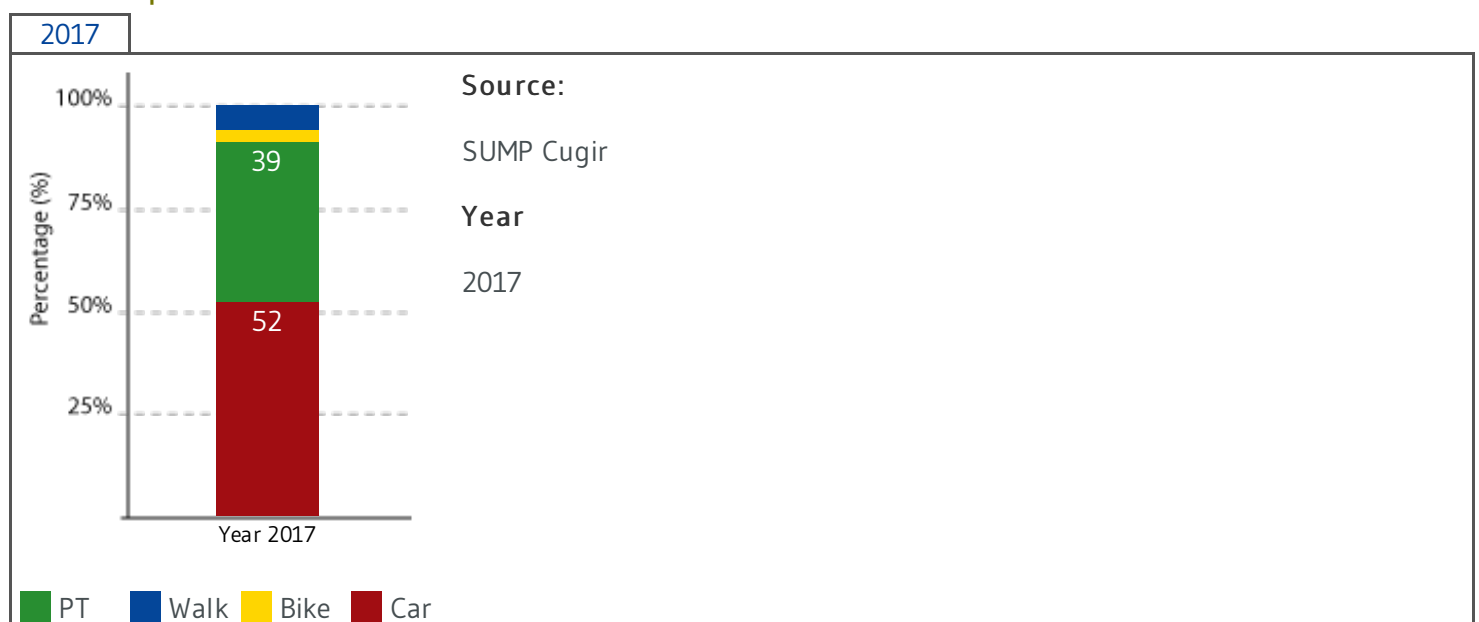 2017
Source:
100%
39
SUMP Cugir
75%
Year
Percentage (%)
2017
50%
52
25%
Year 2017
PT Walk Bike Car